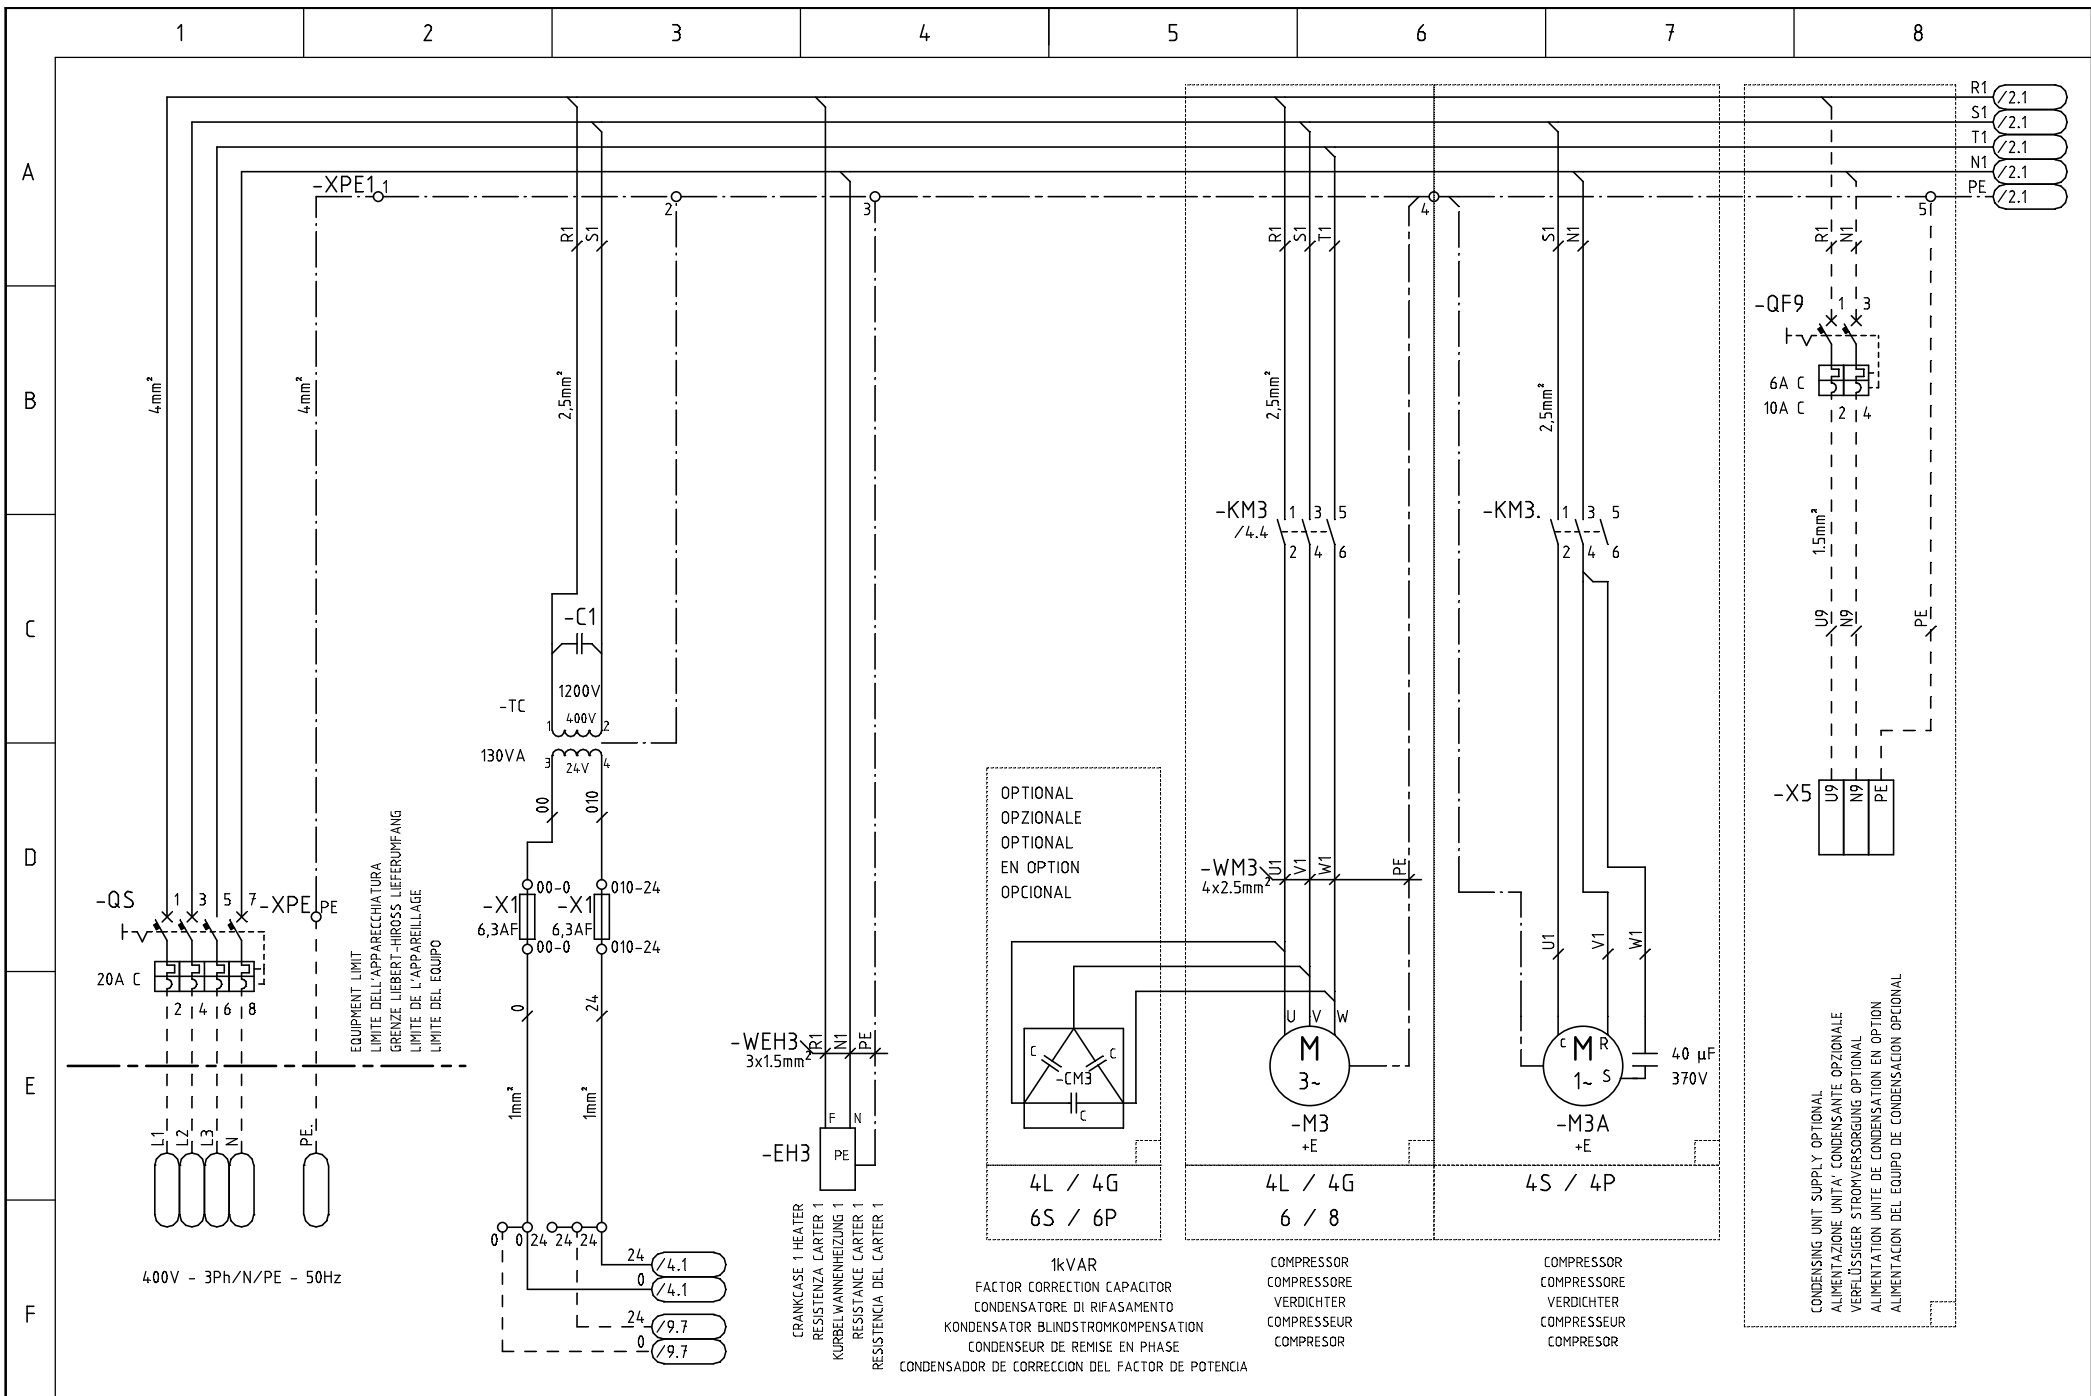 1 2 3 4 5 6 7 8
A
B
C
D
E
F
R1 /2.1
S1 /2.1
T1 /2.1
N1 /2.1
PE /2.1
-XPE1 1
2
3
4
5
R1 S1
R1 S1 T1
S1 N1
R1 N1
4mm²
4mm²
2,5mm²
2,5mm²
2,5mm²
-QF9 1 3
6A C
10A C
2 4
1.5mm²
U9 N9 PE
-X5 U9 N9 PE
-KM3 1 3 5
/4.4
2 4 6
-KM3. 1 3 5
2 4 6
-C1
1200V
-TC
400V
1 2
130VA
3 4
24V
00 010
-X1 00-0
6,3AF
00-0
-X1 010-24
6,3AF
010-24
0 24
1mm²
1mm²
0 0 24 24 24
24 /4.1
0 /4.1
24 /9.7
0 /9.7
-QS 1 3 5 7
20A C
2 4 6 8
-XPE PE
EQUIPMENT LIMIT
LIMITE DELL'APPARECCHIATURA
GRENZE LIEBERT-HIROSS LIEFERUMFANG
LIMITE DE L'APPAREILLAGE
LIMITE DEL EQUIPO
L1 L2 L3 N PE.
400V - 3Ph/N/PE - 50Hz
-WEH3 R1 N1 PE
3x1.5mm²
F N
-EH3 PE
CRANKCASE 1 HEATER
RESISTENZA CARTER 1
KURBELWANNENHEIZUNG 1
RESISTANCE CARTER 1
RESISTENCIA DEL CARTER 1
OPTIONAL
OPZIONALE
OPTIONAL
EN OPTION
OPCIONAL
C C
-CM3
C
4L / 4G
6S / 6P
1kVAR
FACTOR CORRECTION CAPACITOR
CONDENSATORE DI RIFASAMENTO
KONDENSATOR BLINDSTROMKOMPENSATION
CONDENSEUR DE REMISE EN PHASE
CONDENSADOR DE CORRECCION DEL FACTOR DE POTENCIA
-WM3 U1 V1 W1 PE
4x2.5mm²
U V W
M
3~
-M3
+E
4L / 4G
6 / 8
COMPRESSOR
COMPRESSORE
VERDICHTER
COMPRESSEUR
COMPRESOR
U1 V1 W1
C M R
1~ S
40 µF
370V
-M3A
+E
4S / 4P
COMPRESSOR
COMPRESSORE
VERDICHTER
COMPRESSEUR
COMPRESOR
CONDENSING UNIT SUPPLY OPTIONAL
ALIMENTAZIONE UNITA' CONDENSANTE OPZIONALE
VERFLÜSSIGER STROMVERSORGUNG OPTIONAL
ALIMENTATION UNITE DE CONDENSATION EN OPTION
ALIMENTACION DEL EQUIPO DE CONDENSACION OPCIONAL